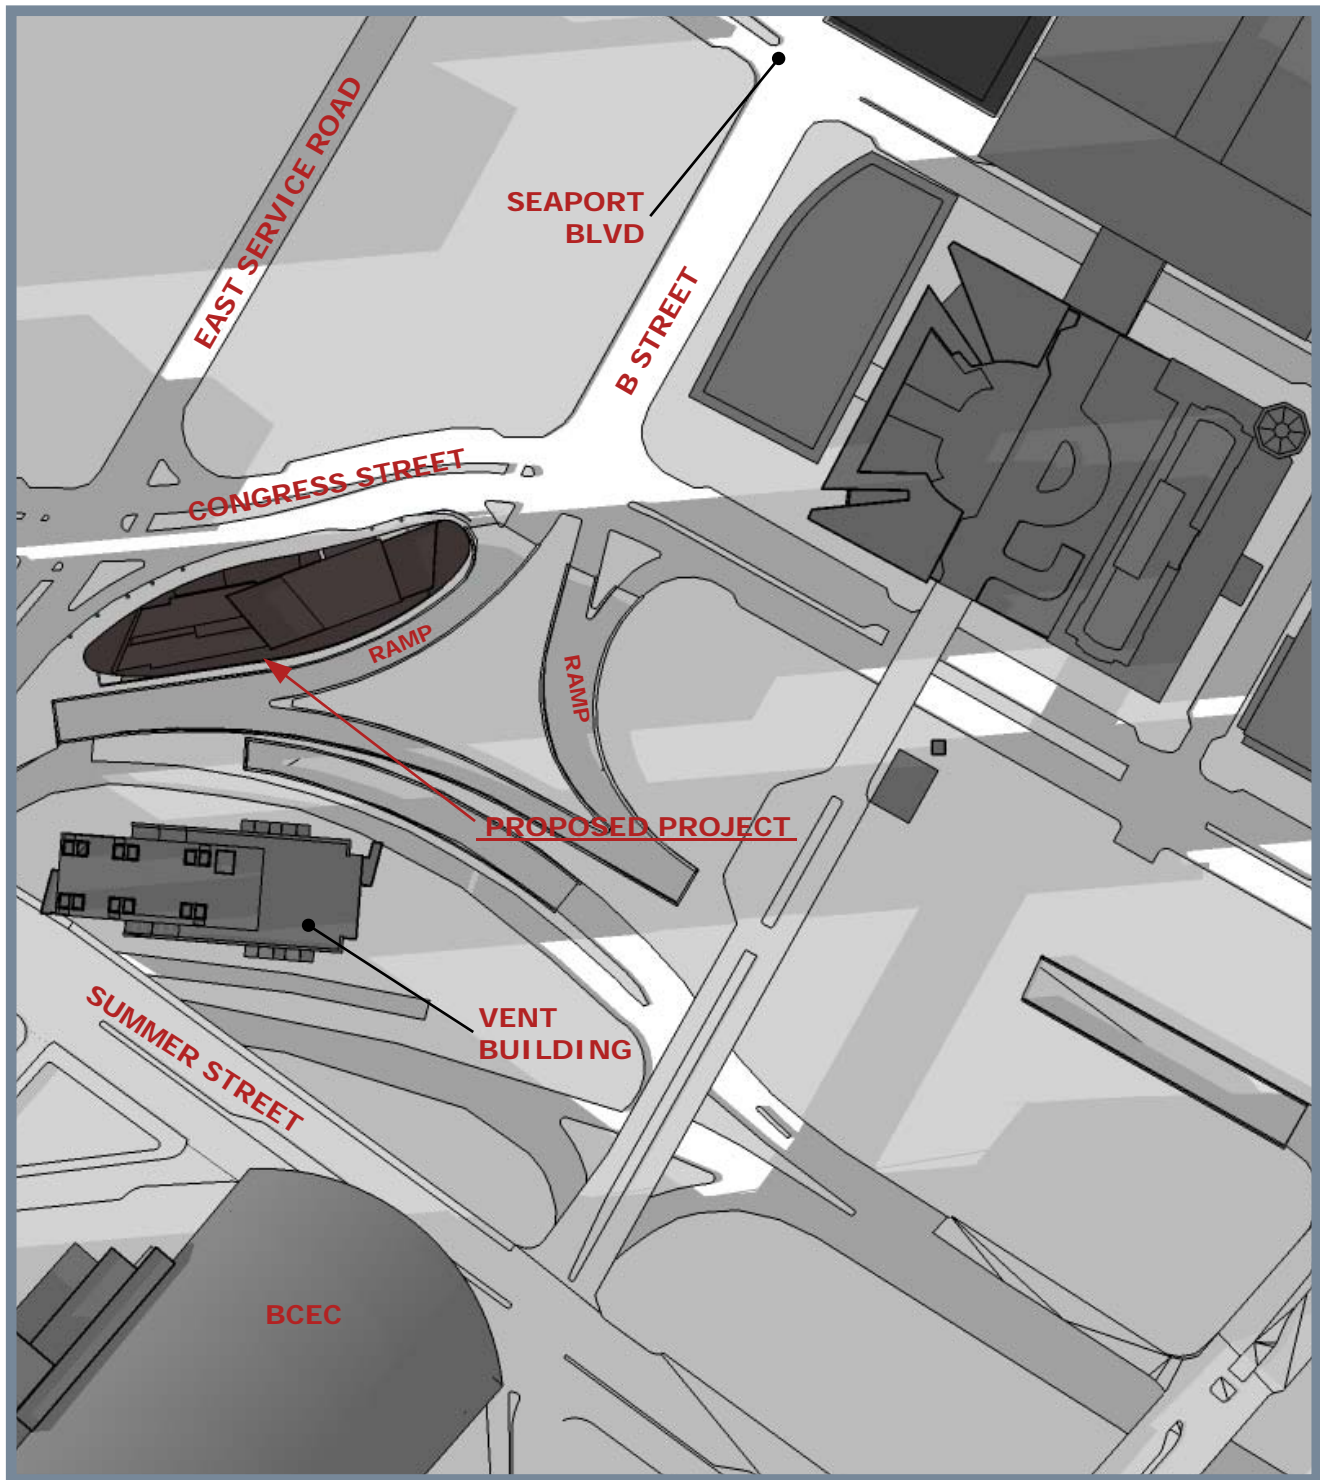 EAST SERVICE ROAD
SEAPORT
BLVD
B STREET
CONGRESS STREET
RAMP
RAMP
PROPOSED PROJECT
VENT
BUILDING
SUMMER STREET
BCEC